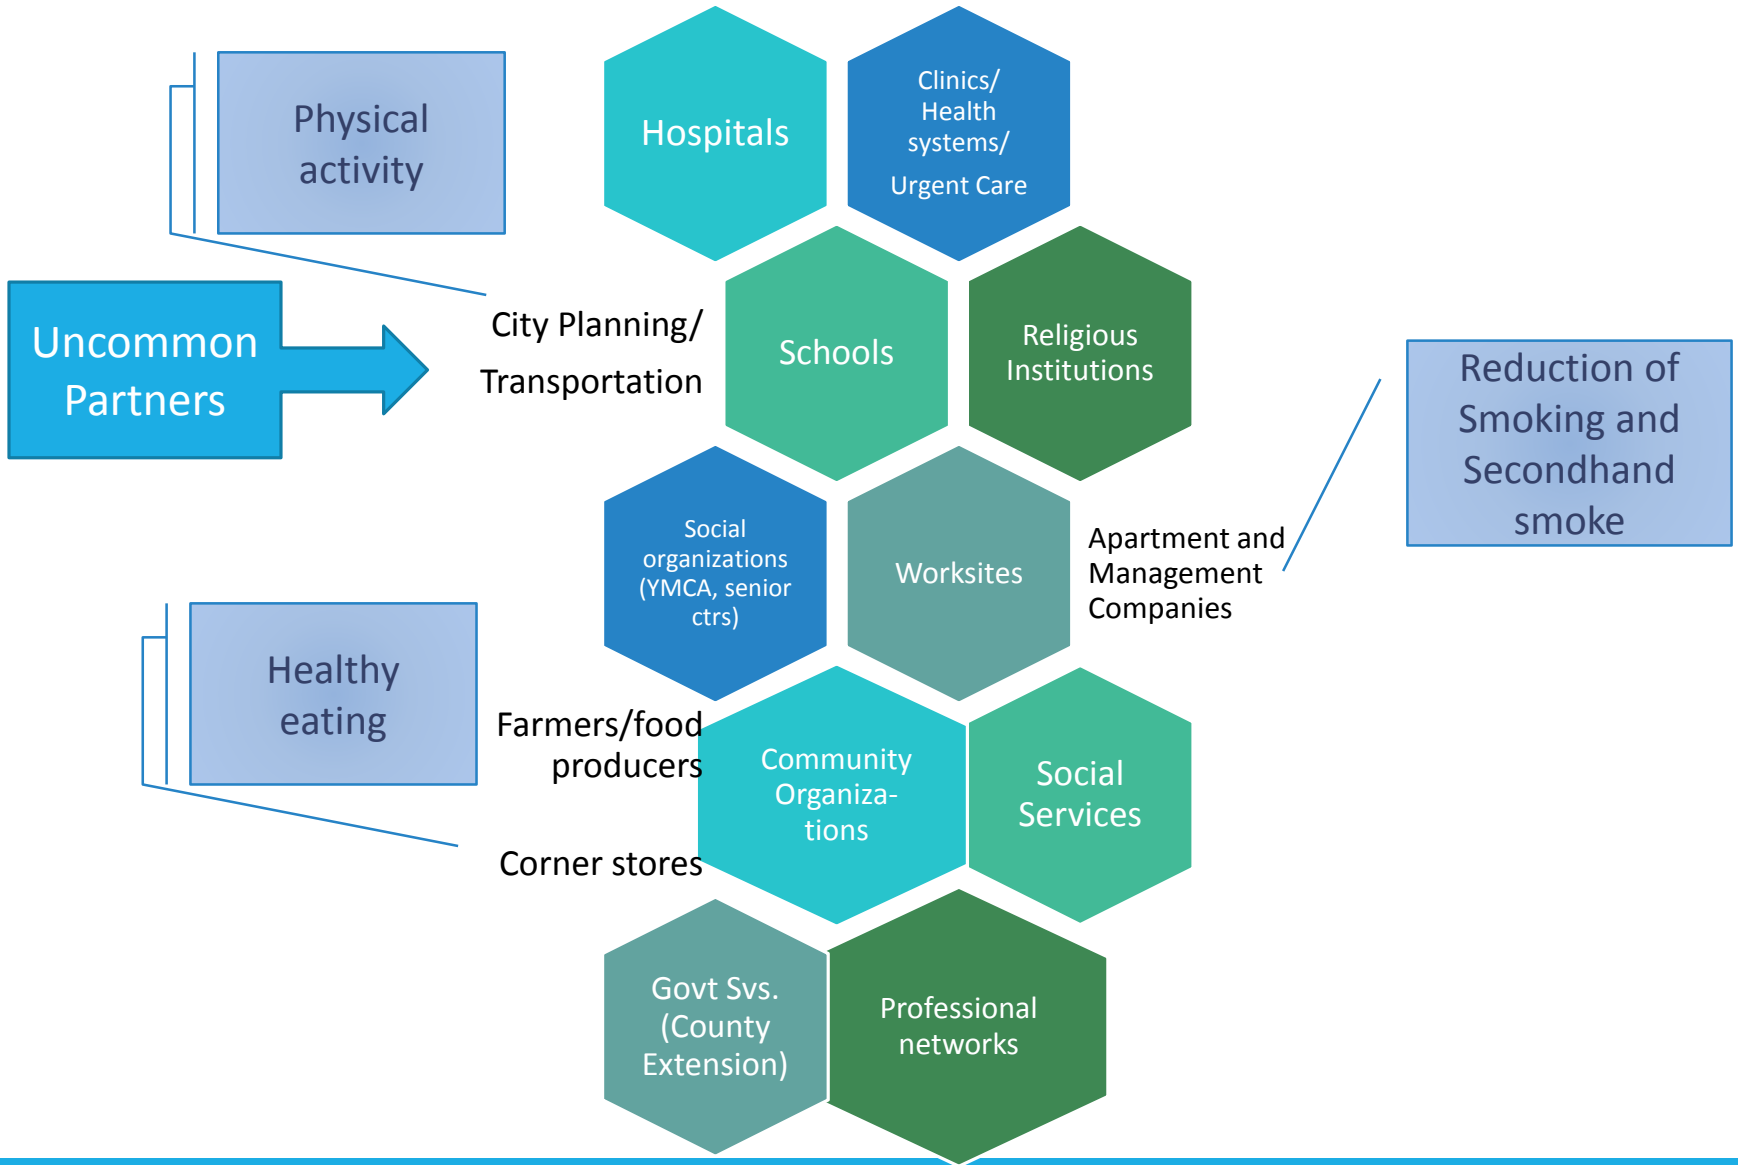 Physical
activity
Hospitals
Clinics/
Health
systems/
Urgent Care
Uncommon
Partners
City Planning/
Transportation
Schools
Religious
Institutions
Reduction of
Smoking and
Secondhand
smoke
Social
organizations
(YMCA, senior
ctrs)
Worksites
Apartment and
Management
Companies
Healthy
eating
Farmers/food
producers
Corner stores
Community
Organiza-
tions
Social
Services
Govt Svs.
(County
Extension)
Professional
networks